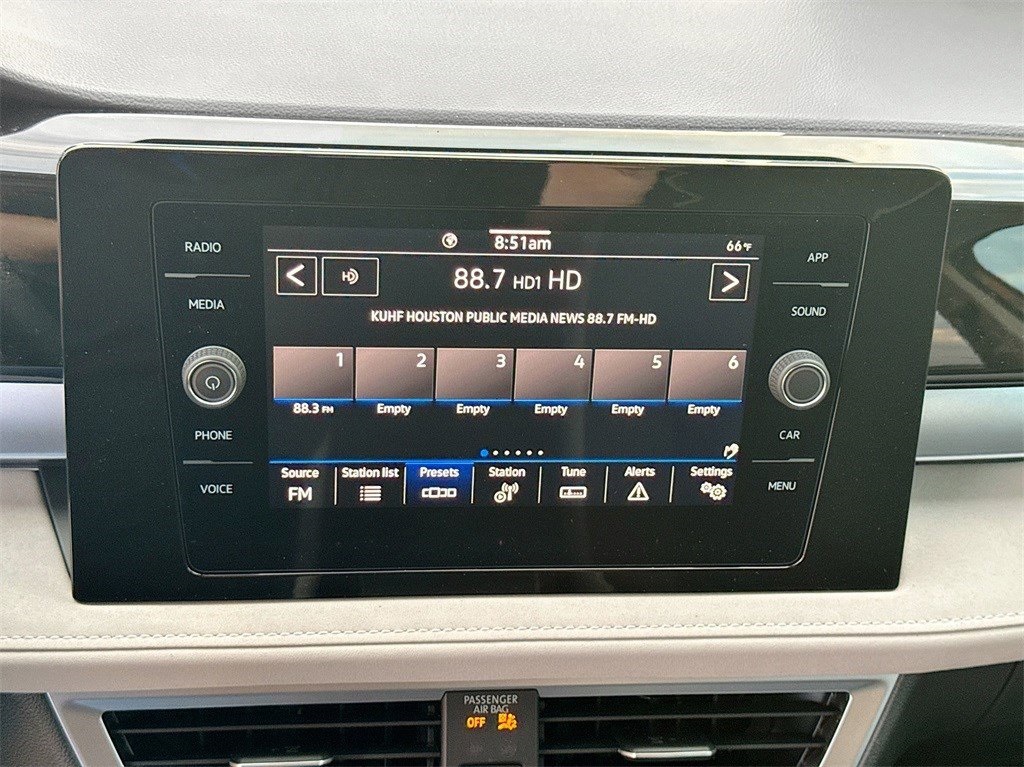 RADIO
MEDIA
PHONE
VOICE
8:51am
66°F
HD
88.7 HD1 HD
KUHF HOUSTON PUBLIC MEDIA NEWS 88.7 FM-HD
1 2 3 4 5 6
88.3 FM Empty Empty Empty Empty Empty
Source Station list Presets Station Tune Alerts Settings
FM
APP
SOUND
CAR
MENU
PASSENGER
AIR BAG
OFF